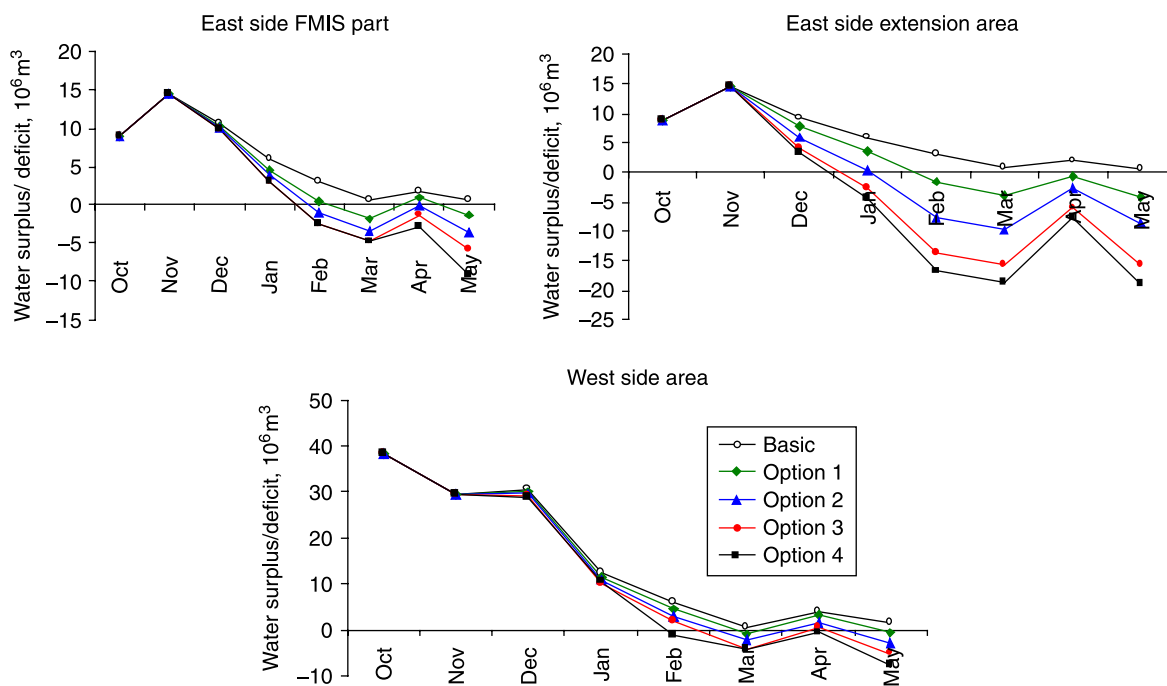 East side FMIS part
Water surplus/ deficit, 10⁶m³
20
15
10
5
0
−5
−10
−15
Oct
Nov
Dec
Jan
Feb
Mar
Apr
May
East side extension area
Water surplus/deficit, 10⁶m³
20
15
10
5
0
−5
−10
−15
−20
−25
Oct
Nov
Dec
Jan
Feb
Mar
Apr
May
West side area
Water surplus/deficit, 10⁶m³
50
40
30
20
10
0
−10
Oct
Nov
Dec
Jan
Feb
Mar
Apr
May
Basic
Option 1
Option 2
Option 3
Option 4